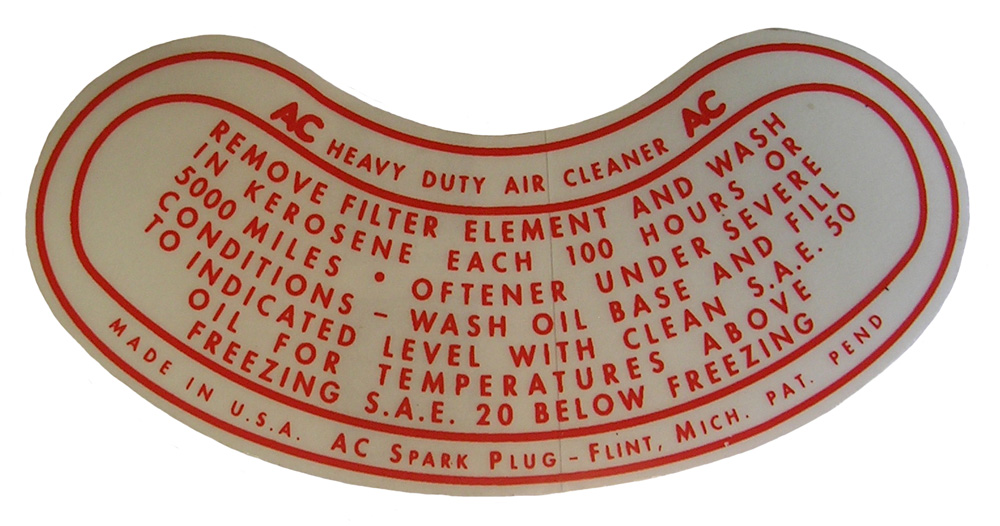 AC HEAVY DUTY AIR CLEANER AC
REMOVE FILTER ELEMENT AND WASH
IN KEROSENE EACH 100 HOURS OR
5000 MILES • OFTENER UNDER SEVERE
CONDITIONS – WASH OIL BASE AND FILL
TO INDICATED LEVEL WITH CLEAN S.A.E. 50
OIL FOR TEMPERATURES ABOVE
FREEZING S.A.E. 20 BELOW FREEZING
MADE IN U.S.A. AC SPARK PLUG – FLINT, MICH. PAT. PEND